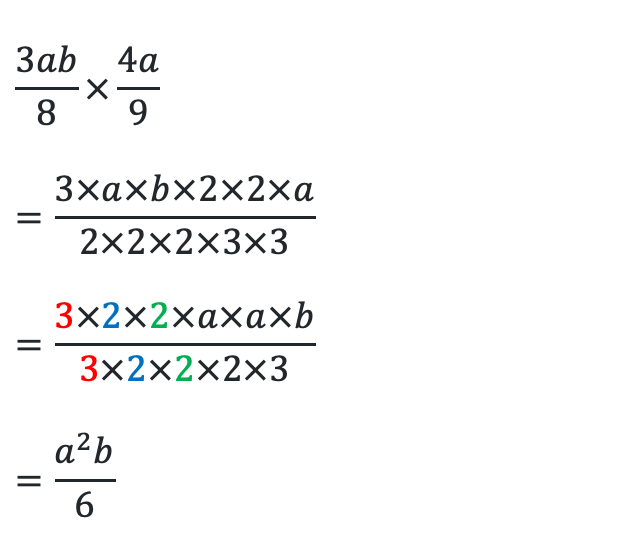 3ab/8 × 4a/9
= 3×a×b×2×2×a/2×2×2×3×3
= 3×2×2×a×a×b/3×2×2×2×3
= a²b/6